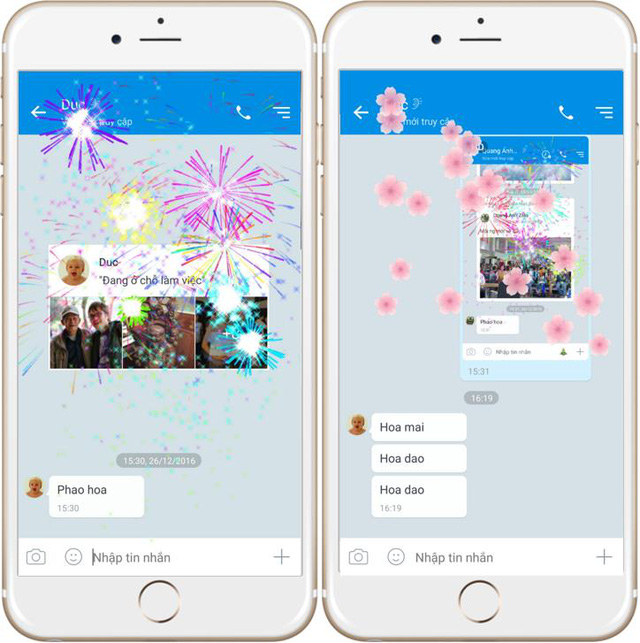 Duc
Truy cập
Duc
"Đang ở chỗ làm việc"
15:30, 26/12/2016
Phao hoa
15:30
Nhập tin nhắn
mới truy cập
Quang Anh...
Phao hoa
Nhập tin nhắn
15:31
16:19
Hoa mai
Hoa dao
Hoa dao
16:19
Nhập tin nhắn